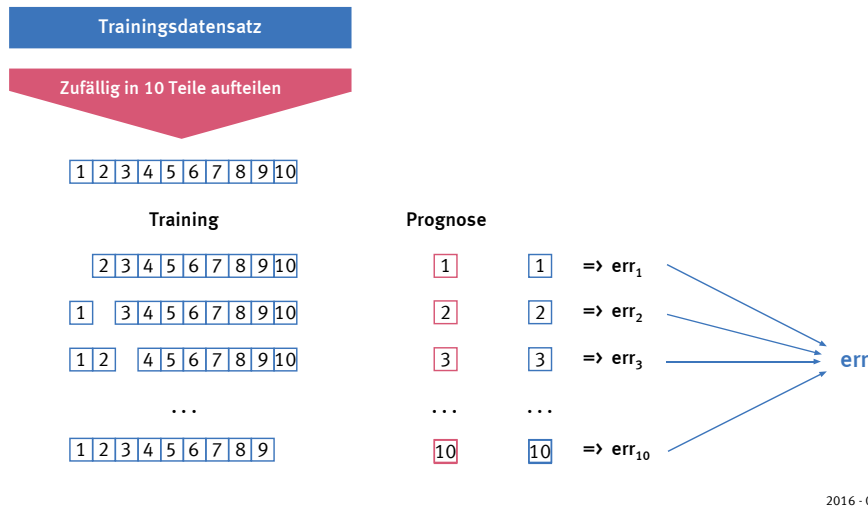 Trainingsdatensatz
Zufällig in 10 Teile aufteilen
1 2 3 4 5 6 7 8 9 10
Training Prognose
2 3 4 5 6 7 8 9 10 1 1 => err1
1 3 4 5 6 7 8 9 10 2 2 => err2
1 2 4 5 6 7 8 9 10 3 3 => err3
err
... ... ...
1 2 3 4 5 6 7 8 9 10 10 => err10
2016 - 0